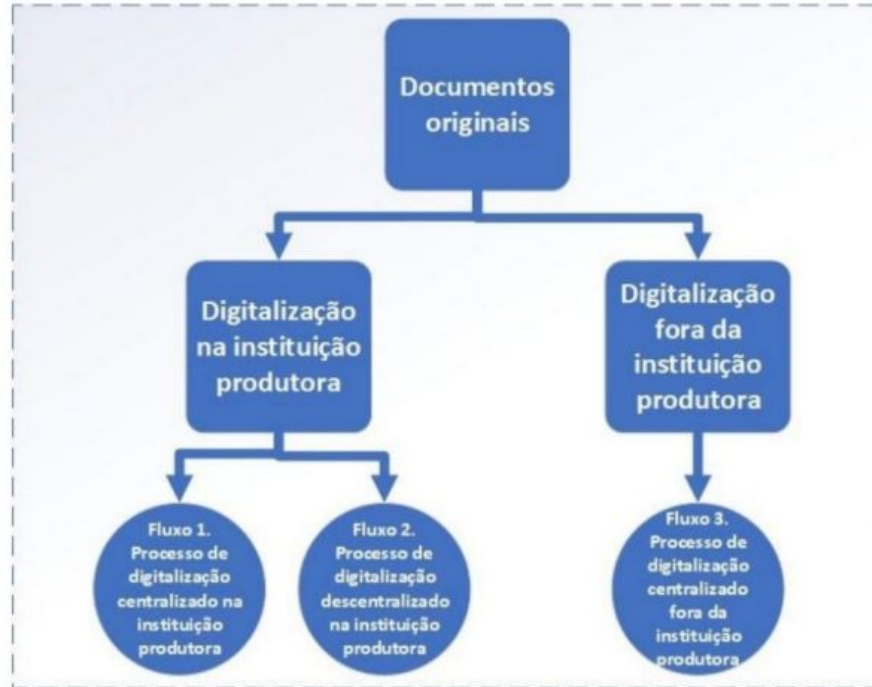 Documentos
originais
Digitalização
na instituição
produtora
Digitalização
fora da
instituição
produtora
Fluxo 1.
Processo de
digitalização
centralizado na
instituição
produtora
Fluxo 2.
Processo de
digitalização
descentralizado
na instituição
produtora
Fluxo 3.
Processo de
digitalização
centralizado
fora da
instituição
produtora